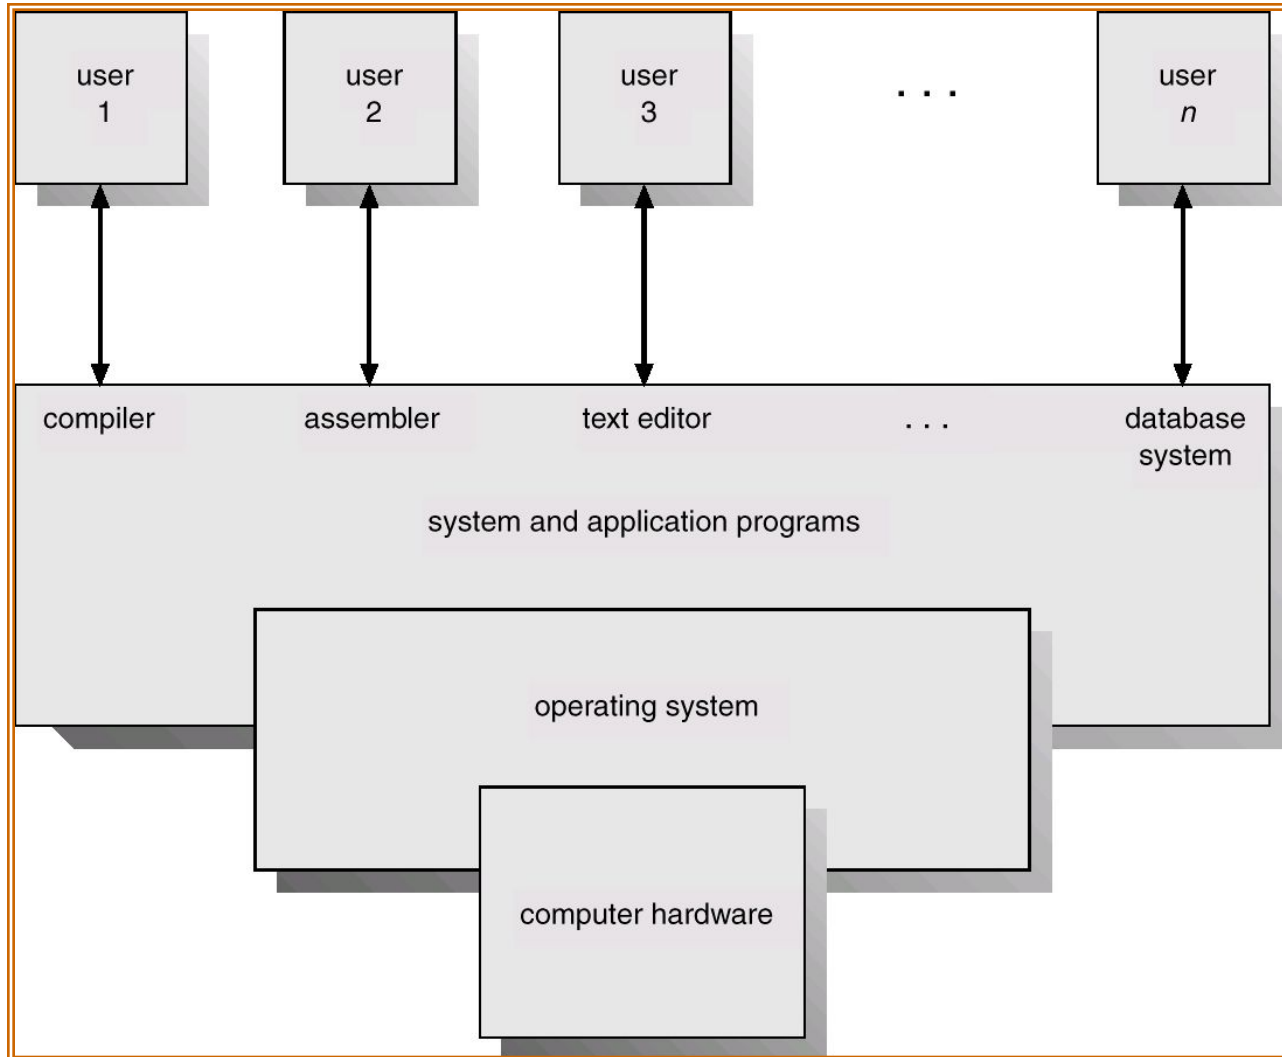 user
1
user
2
user
3
. . .
user
n
compiler
assembler
text editor
. . .
database
system
system and application programs
operating system
computer hardware